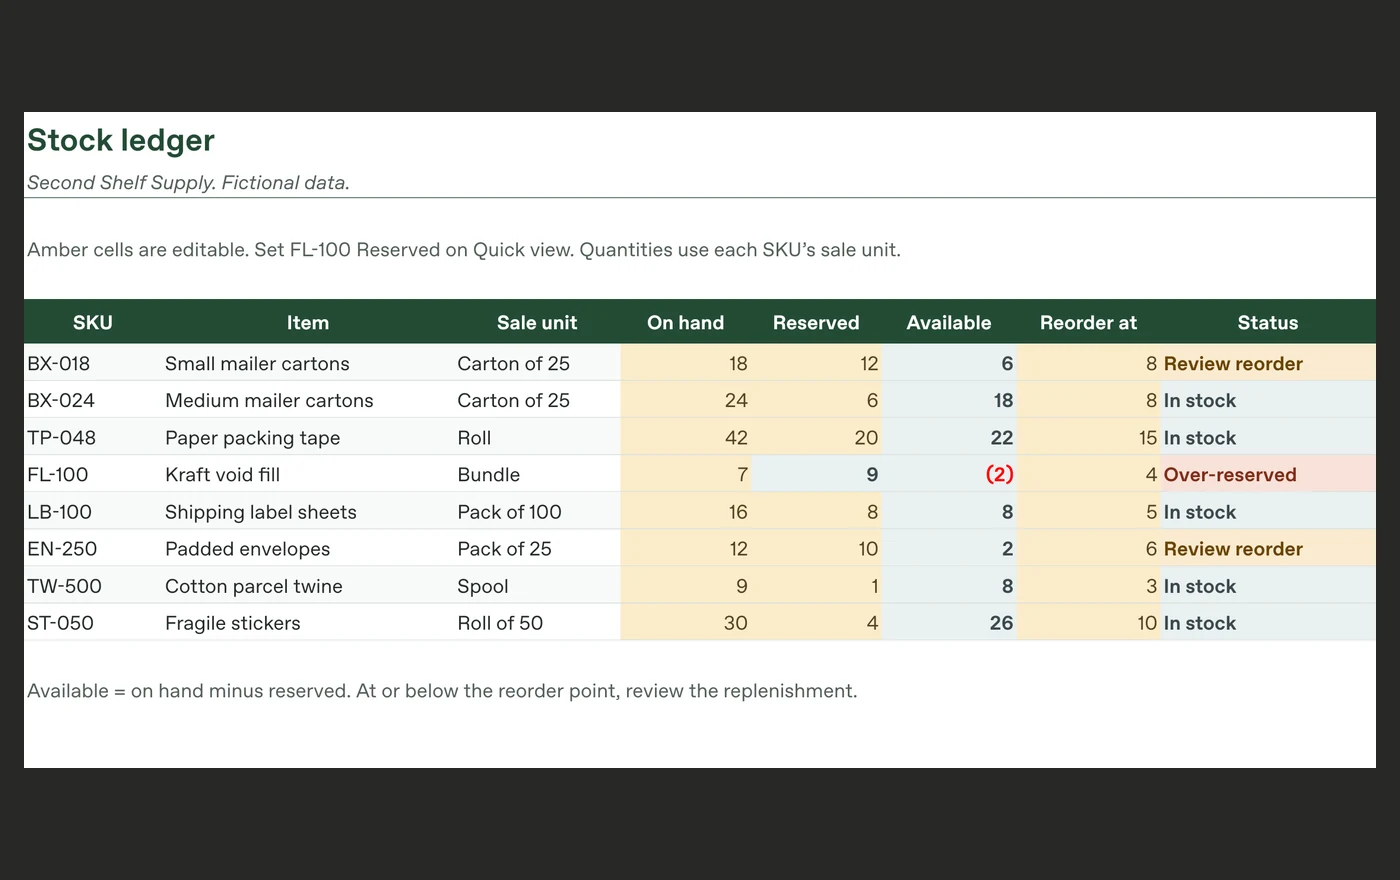 Stock ledger
Second Shelf Supply. Fictional data.
Amber cells are editable. Set FL-100 Reserved on Quick view. Quantities use each SKU’s sale unit.
SKU Item Sale unit On hand Reserved Available Reorder at Status
BX-018 Small mailer cartons Carton of 25 18 12 6 8 Review reorder
BX-024 Medium mailer cartons Carton of 25 24 6 18 8 In stock
TP-048 Paper packing tape Roll 42 20 22 15 In stock
FL-100 Kraft void fill Bundle 7 9 (2) 4 Over-reserved
LB-100 Shipping label sheets Pack of 100 16 8 8 5 In stock
EN-250 Padded envelopes Pack of 25 12 10 2 6 Review reorder
TW-500 Cotton parcel twine Spool 9 1 8 3 In stock
ST-050 Fragile stickers Roll of 50 30 4 26 10 In stock
Available = on hand minus reserved. At or below the reorder point, review the replenishment.